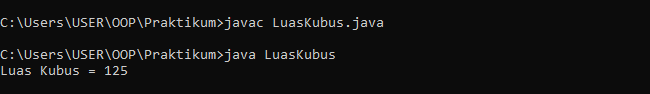 C:\Users\USER\OOP\Praktikum>javac LuasKubus.java
C:\Users\USER\OOP\Praktikum>java LuasKubus
Luas Kubus = 125